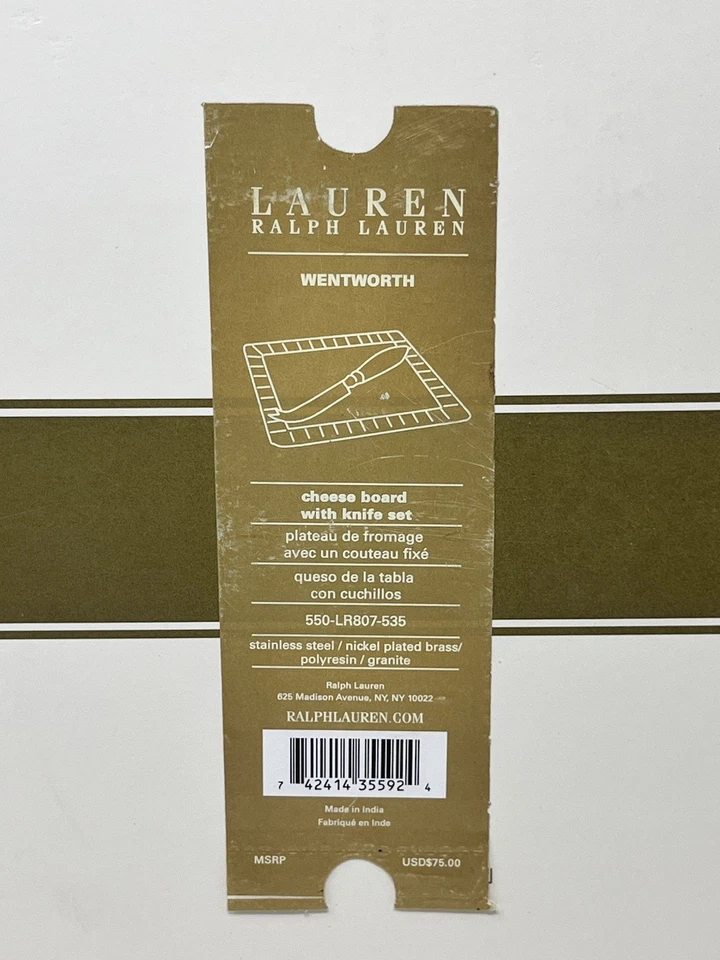 LAUREN
RALPH LAUREN
WENTWORTH
cheese board
with knife set
plateau de fromage
avec un couteau fixé
queso de la tabla
con cuchillos
550-LR807-535
stainless steel / nickel plated brass/
polyresin / granite
Ralph Lauren
625 Madison Avenue, NY, NY 10022
RALPHLAUREN.COM
7 42414 35592 4
Made in India
Fabriqué en Inde
MSRP USD$75.00